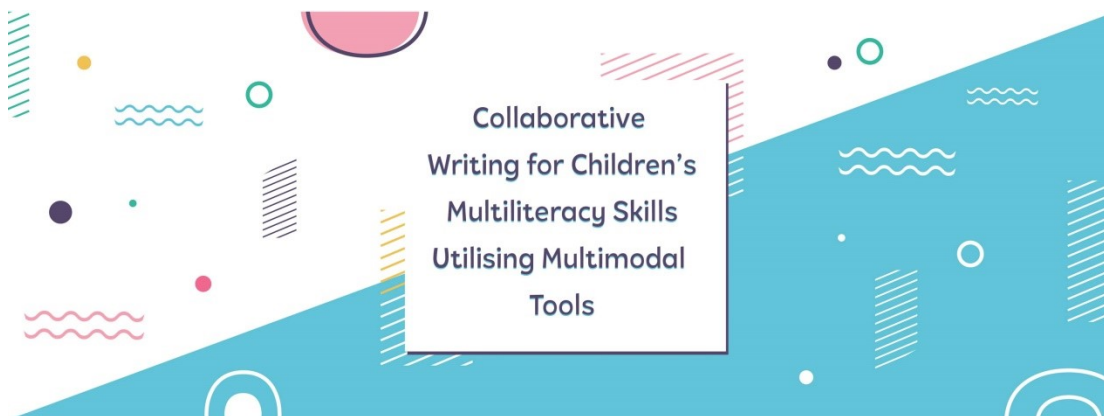 Collaborative
Writing for Children's
Multiliteracy Skills
Utilising Multimodal
Tools